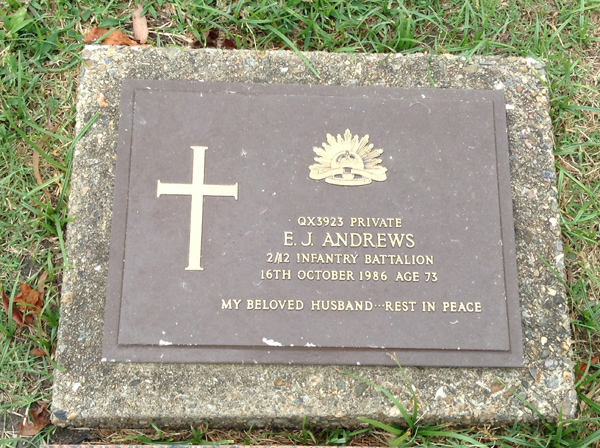 QX3923 PRIVATE
E. J. ANDREWS
2/12 INFANTRY BATTALION
16TH OCTOBER 1986 AGE 73
MY BELOVED HUSBAND...REST IN PEACE